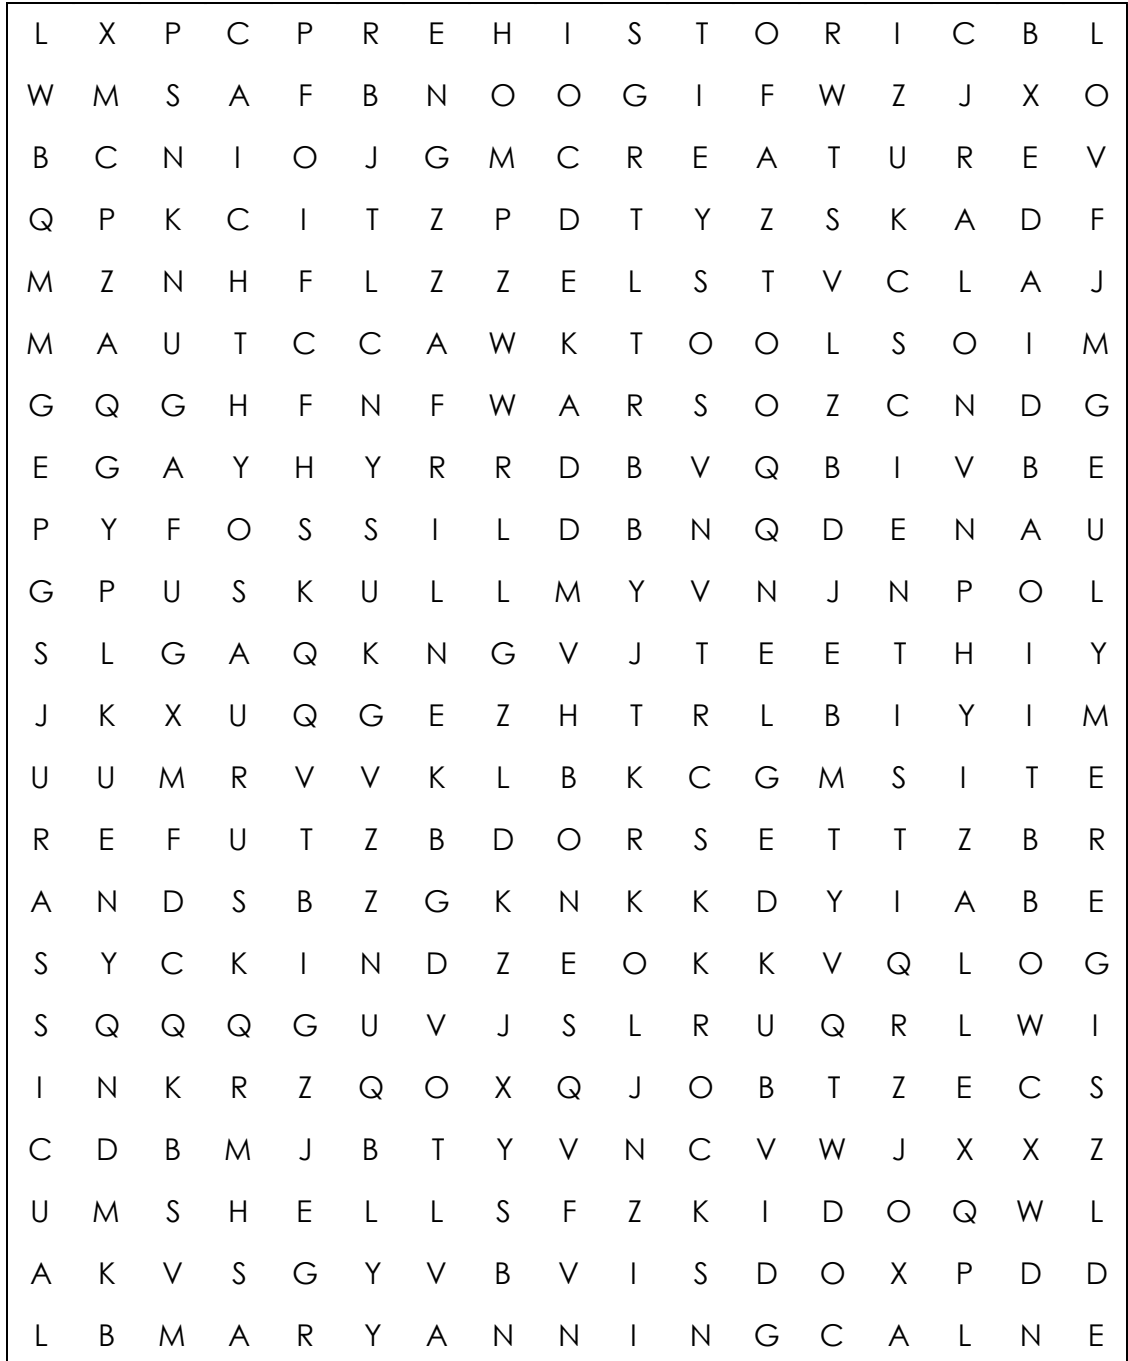 L X P C P R E H I S T O R I C B L
W M S A F B N O O G I F W Z J X O
B C N I O J G M C R E A T U R E V
Q P K C I T Z P D T Y Z S K A D F
M Z N H F L Z Z E L S T V C L A J
M A U T C C A W K T O O L S O I M
G Q G H F N F W A R S O Z C N D G
E G A Y H Y R R D B V Q B I V B E
P Y F O S S I L D B N Q D E N A U
G P U S K U L L M Y V N J N P O L
S L G A Q K N G V J T E E T H I Y
J K X U Q G E Z H T R L B I Y I M
U U M R V V K L B K C G M S I T E
R E F U T Z B D O R S E T T Z B R
A N D S B Z G K N K K D Y I A B E
S Y C K I N D Z E O K K V Q L O G
S Q Q Q G U V J S L R U Q R L W I
I N K R Z Q O X Q J O B T Z E C S
C D B M J B T Y V N C V W J X X Z
U M S H E L L S F Z K I D O Q W L
A K V S G Y V B V I S D O X P D D
L B M A R Y A N N I N G C A L N E